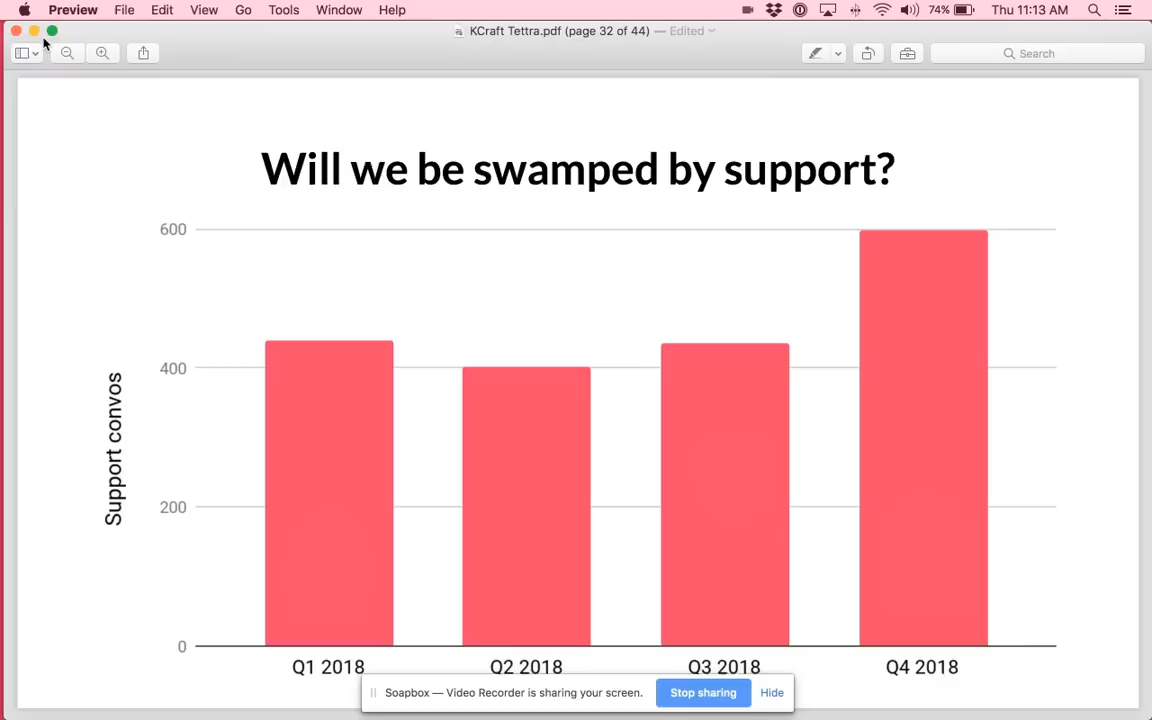 Preview File Edit View Go Tools Window Help 74% Thu 11:13 AM
KCraft Tettra.pdf (page 32 of 44) — Edited
Search
Will we be swamped by support?
600
400
200
0
Support convos
Q1 2018 Q2 2018 Q3 2018 Q4 2018
Soapbox — Video Recorder is sharing your screen. Stop sharing Hide